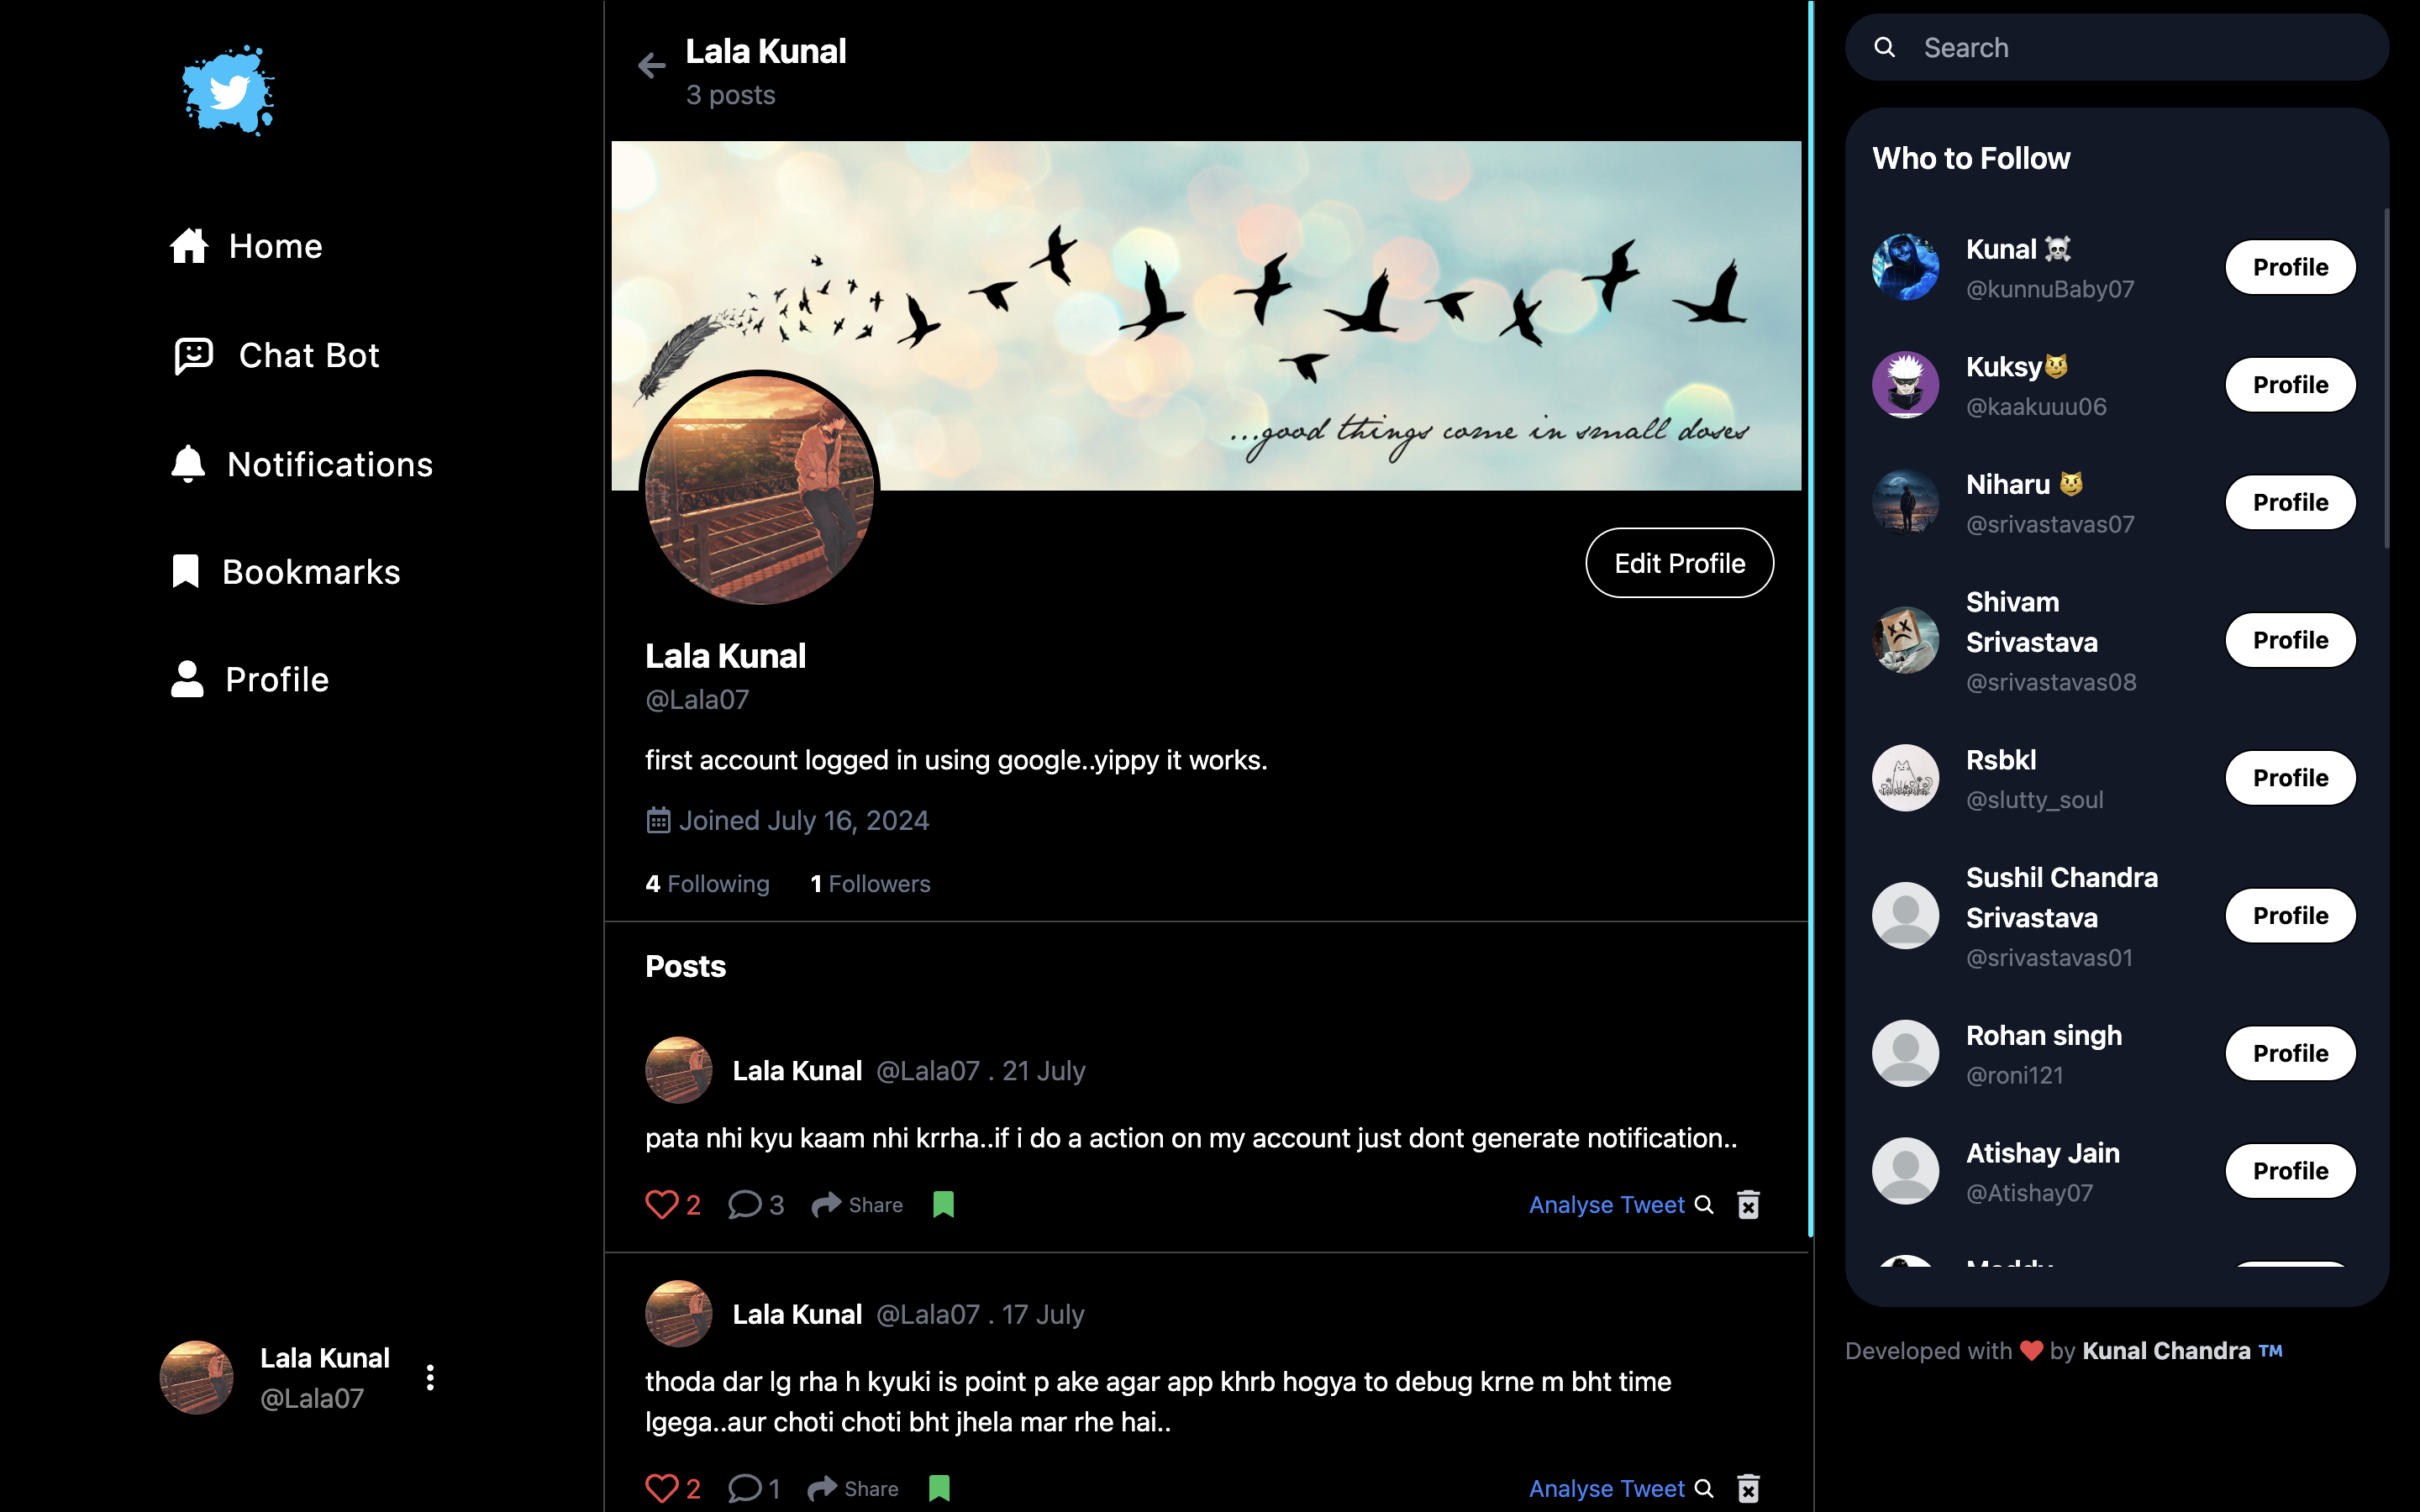 Home
Chat Bot
Notifications
Bookmarks
Profile
Lala Kunal
@Lala07
Lala Kunal
3 posts
...good things come in small doses
Edit Profile
Lala Kunal
@Lala07
first account logged in using google..yippy it works.
Joined July 16, 2024
4 Following 1 Followers
Posts
Lala Kunal @Lala07 . 21 July
pata nhi kyu kaam nhi krrha..if i do a action on my account just dont generate notification..
2 3 Share Analyse Tweet
Lala Kunal @Lala07 . 17 July
thoda dar lg rha h kyuki is point p ake agar app khrb hogya to debug krne m bht time
lgega..aur choti choti bht jhela mar rhe hai..
2 1 Share Analyse Tweet
Search
Who to Follow
Kunal ☠️
@kunnuBaby07
Profile
Kuksy😼
@kaakuuu06
Profile
Niharu 😼
@srivastavas07
Profile
Shivam
Srivastava
@srivastavas08
Profile
Rsbkl
@slutty_soul
Profile
Sushil Chandra
Srivastava
@srivastavas01
Profile
Rohan singh
@roni121
Profile
Atishay Jain
@Atishay07
Profile
Developed with ❤️ by Kunal Chandra ™